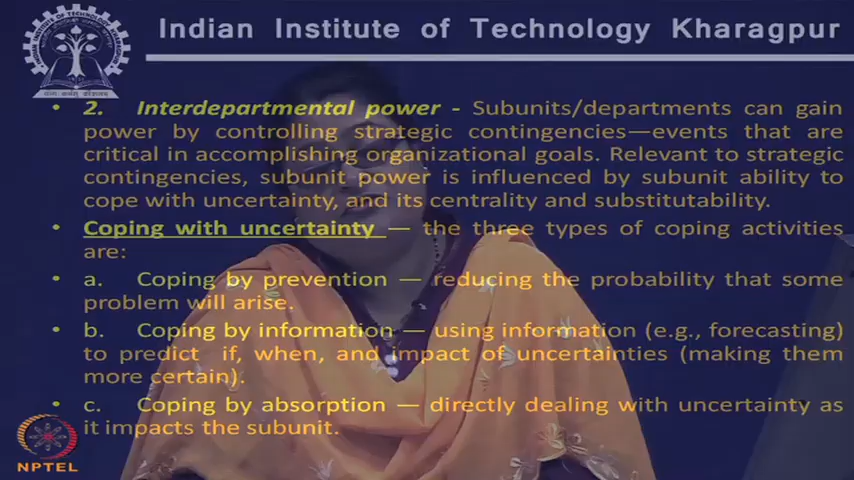 Indian Institute of Technology Kharagpur
• 2. Interdepartmental power - Subunits/departments can gain
power by controlling strategic contingencies—events that are
critical in accomplishing organizational goals. Relevant to strategic
contingencies, subunit power is influenced by subunit ability to
cope with uncertainty, and its centrality and substitutability.
• Coping with uncertainty — the three types of coping activities
are:
• a. Coping by prevention — reducing the probability that some
problem will arise.
• b. Coping by information — using information (e.g., forecasting)
to predict if, when, and impact of uncertainties (making them
more certain).
• c. Coping by absorption — directly dealing with uncertainty as
it impacts the subunit.
NPTEL